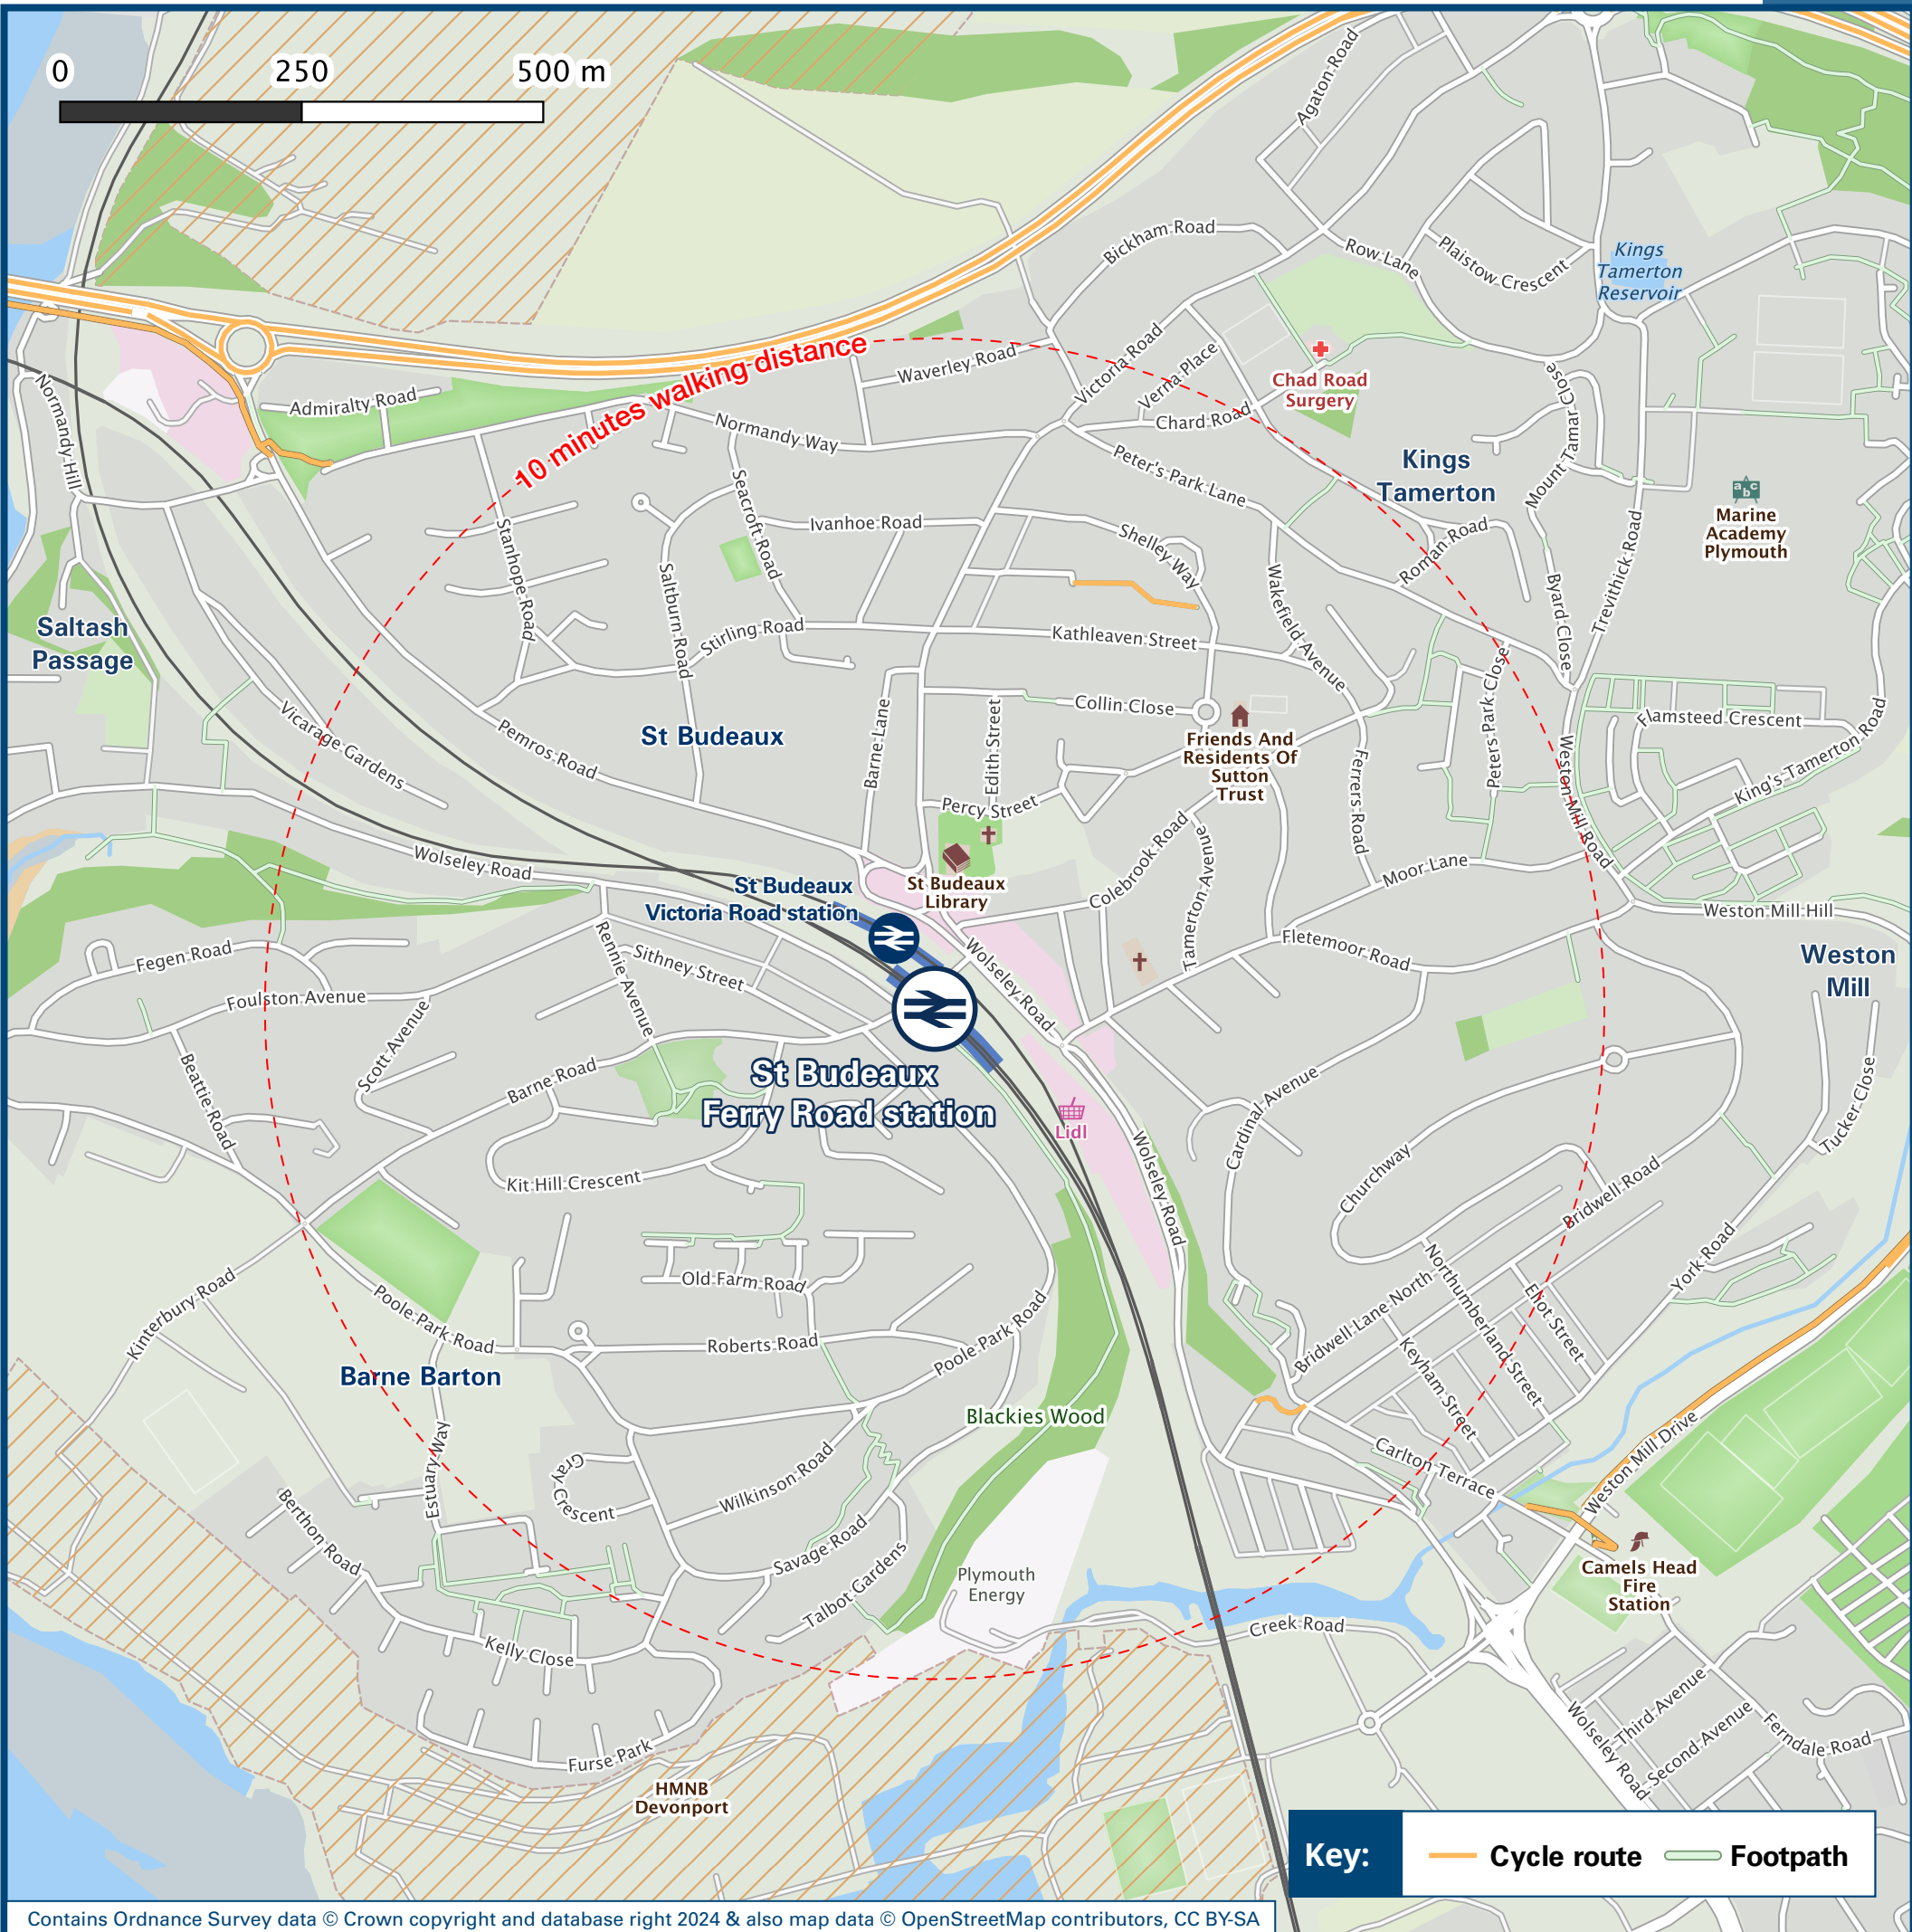 0 250 500 m
Agaton Road
Bickham Road
Row Lane
Plaistow Crescent
Kings
Tamerton
Reservoir
10 minutes walking distance
Waverley Road
Victoria Road
Verna Place
Chard Road
Chad Road
Surgery
Normandy Hill
Admiralty Road
Normandy Way
Peter's Park Lane
Kings
Tamerton
Mount Tamar Close
Marine
Academy
Plymouth
Stanhope Road
Seacroft Road
Ivanhoe Road
Shelley Way
Roman Road
Byard Close
Trevithick Road
Saltash
Passage
Saltburn Road
Stirling Road
Kathleaven Street
Wakefield Avenue
Peters Park Close
Vicarage Gardens
Pemros Road
St Budeaux
Barne Lane
Edith Street
Collin Close
Friends And
Residents Of
Sutton
Trust
Ferrers Road
Flamsteed Crescent
Weston Mill Road
King's Tamerton Road
Percy Street
Wolseley Road
St Budeaux
Library
Colebrook Road
Tamerton Avenue
Moor Lane
St Budeaux
Victoria Road station
Weston Mill Hill
Fletemoor Road
Weston
Mill
Fegen Road
Foulston Avenue
Rennie Avenue
Sithney Street
Wolseley Road
Scott Avenue
Beatie Road
Barne Road
St Budeaux
Ferry Road station
Lidl
Cardinal Avenue
Tucker Close
Kit Hill Crescent
Wolseley Road
Churchway
Bridwell Road
York Road
Kinterbury Road
Poole Park Road
Old Farm Road
Roberts Road
Poole Park Road
Bridwell Lane North
Northumberland Street
Eliot Street
Keyham Street
Barne Barton
Blackies Wood
Estuary Way
Gray Crescent
Wilkinson Road
Carlton Terrace
Weston Mill Drive
Berthon Road
Savage Road
Talbot Gardens
Plymouth
Energy
Camels Head
Fire
Station
Kelly Close
Creek Road
Furse Park
HMNB
Devonport
Wolseley Road
Third Avenue
Second Avenue
Ferndale Road
Key: Cycle route Footpath
Contains Ordnance Survey data © Crown copyright and database right 2024 & also map data © OpenStreetMap contributors, CC BY-SA